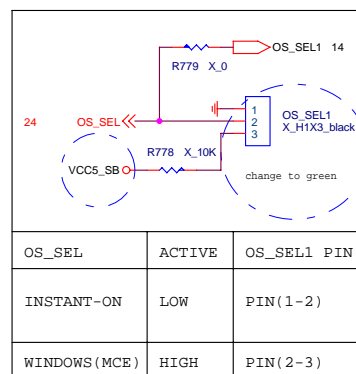 OS_SEL1 14
R779 X_0
24 OS_SEL
1
2
3
OS_SEL1
X_H1X3_black
R778 X_10K
VCC5_SB
change to green
OS_SEL ACTIVE OS_SEL1 PIN
INSTANT-ON LOW PIN(1-2)
WINDOWS(MCE) HIGH PIN(2-3)